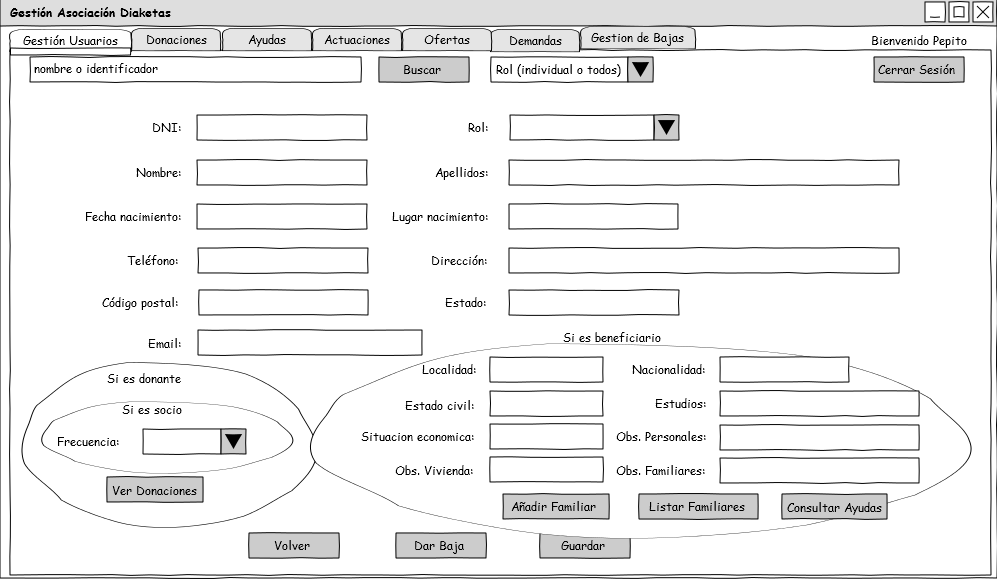 Gestión Asociación Diaketas
Gestión Usuarios Donaciones Ayudas Actuaciones Ofertas Demandas Gestion de Bajas Bienvenido Pepito
nombre o identificador Buscar Rol (individual o todos) Cerrar Sesión
DNI: Rol:
Nombre: Apellidos:
Fecha nacimiento: Lugar nacimiento:
Teléfono: Dirección:
Código postal: Estado:
Email:
Si es beneficiario
Localidad: Nacionalidad:
Si es donante
Estado civil: Estudios:
Si es socio
Frecuencia:
Situacion economica: Obs. Personales:
Obs. Vivienda: Obs. Familiares:
Ver Donaciones
Añadir Familiar Listar Familiares Consultar Ayudas
Volver Dar Baja Guardar